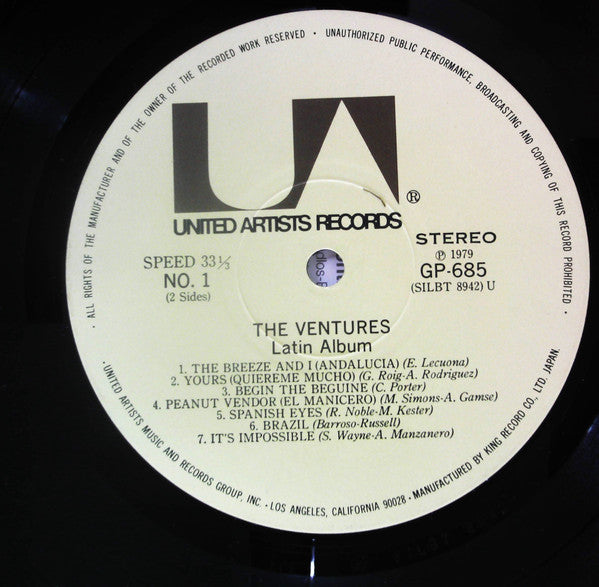 · ALL RIGHTS OF THE MANUFACTURER AND OF THE OWNER OF THE RECORDED WORK RESERVED · UNAUTHORIZED PUBLIC PERFORMANCE, BROADCASTING AND COPYING OF THIS RECORD PROHIBITED ·
UA®
UNITED ARTISTS RECORDS
SPEED 33⅓
NO. 1
(2 Sides)
STEREO
℗ 1979
GP-685
(SILBT 8942) U
THE VENTURES
Latin Album
1. THE BREEZE AND I (ANDALUCIA) (E. Lecuona)
2. YOURS (QUIEREME MUCHO) (G. Roig-A. Rodriguez)
3. BEGIN THE BEGUINE (C. Porter)
4. PEANUT VENDOR (EL MANICERO) (M. Simons-A. Gamse)
5. SPANISH EYES (R. Noble-M. Kester)
6. BRAZIL (Barroso-Russell)
7. IT'S IMPOSSIBLE (S. Wayne-A. Manzanero)
· UNITED ARTISTS MUSIC AND RECORDS GROUP, INC. · LOS ANGELES, CALIFORNIA 90028 · MANUFACTURED BY KING RECORD CO., LTD. JAPAN.